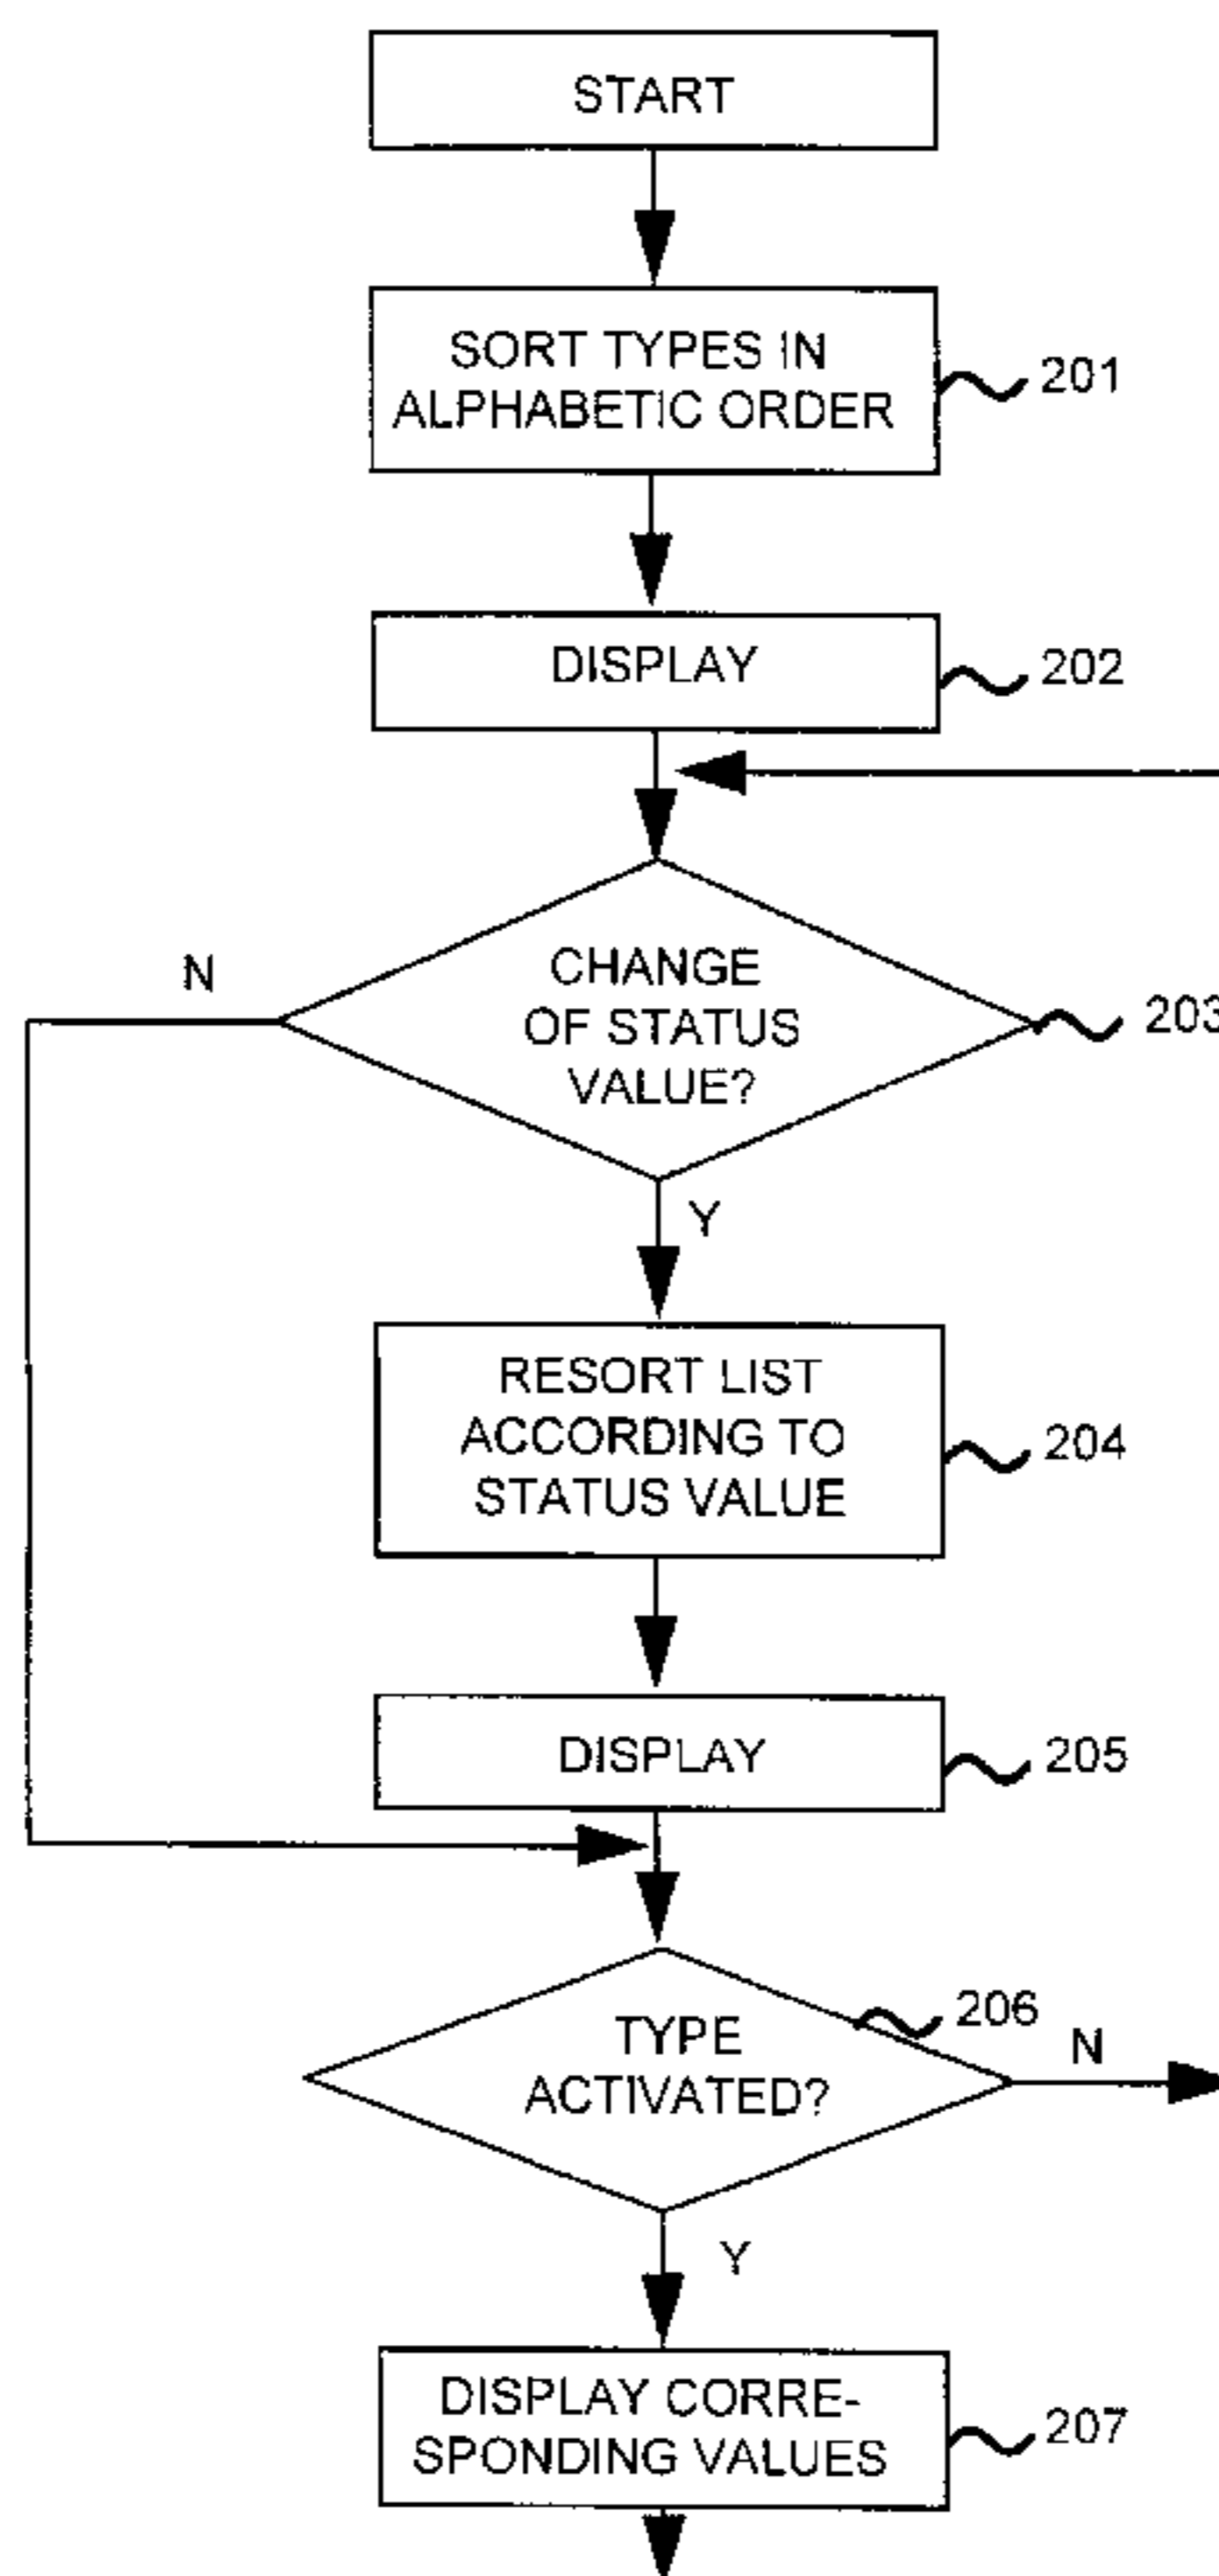 START
SORT TYPES IN
ALPHABETIC ORDER
201
DISPLAY
202
N
CHANGE
OF STATUS
VALUE?
203
Y
RESORT LIST
ACCORDING TO
STATUS VALUE
204
DISPLAY
205
206
TYPE
ACTIVATED?
N
Y
DISPLAY CORRE-
SPONDING VALUES
207